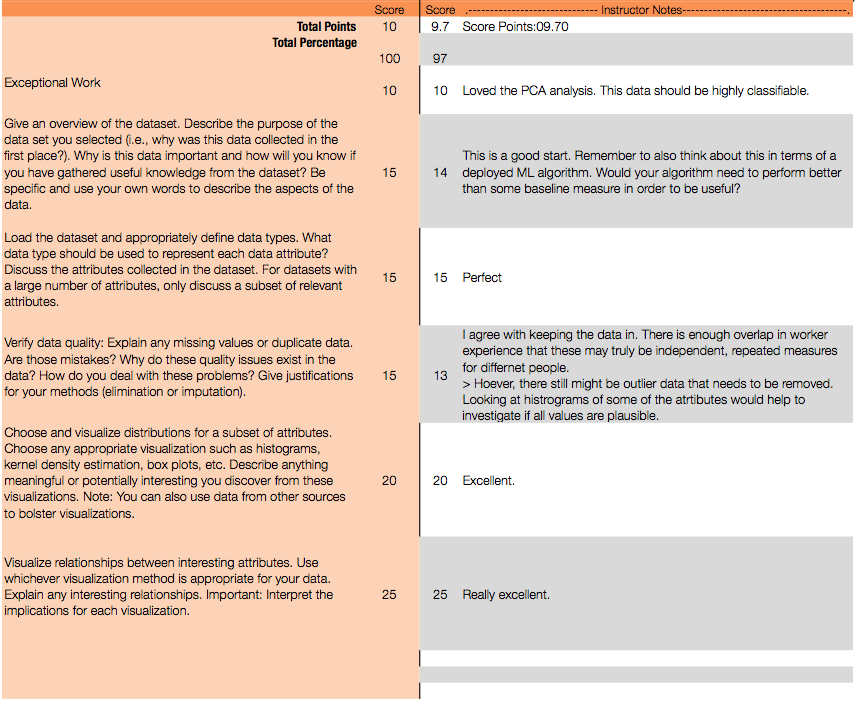 Score Score .------------------------------ Instructor Notes--------------------------------------.
Total Points 10 9.7 Score Points:09.70
Total Percentage
100 97
Exceptional Work
10 10 Loved the PCA analysis. This data should be highly classifiable.
Give an overview of the dataset. Describe the purpose of the
data set you selected (i.e., why was this data collected in the
first place?). Why is this data important and how will you know if
you have gathered useful knowledge from the dataset? Be
specific and use your own words to describe the aspects of the
data.
15 14
This is a good start. Remember to also think about this in terms of a
deployed ML algorithm. Would your algorithm need to perform better
than some baseline measure in order to be useful?
Load the dataset and appropriately define data types. What
data type should be used to represent each data attribute?
Discuss the attributes collected in the dataset. For datasets with
a large number of attributes, only discuss a subset of relevant
attributes.
15 15 Perfect
Verify data quality: Explain any missing values or duplicate data.
Are those mistakes? Why do these quality issues exist in the
data? How do you deal with these problems? Give justifications
for your methods (elimination or imputation).
15 13
I agree with keeping the data in. There is enough overlap in worker
experience that these may truly be independent, repeated measures
for differnet people.
> Hoever, there still might be outlier data that needs to be removed.
Looking at histrograms of some of the atrtibutes would help to
investigate if all values are plausible.
Choose and visualize distributions for a subset of attributes.
Choose any appropriate visualization such as histograms,
kernel density estimation, box plots, etc. Describe anything
meaningful or potentially interesting you discover from these
visualizations. Note: You can also use data from other sources
to bolster visualizations.
20 20 Excellent.
Visualize relationships between interesting attributes. Use
whichever visualization method is appropriate for your data.
Explain any interesting relationships. Important: Interpret the
implications for each visualization.
25 25 Really excellent.